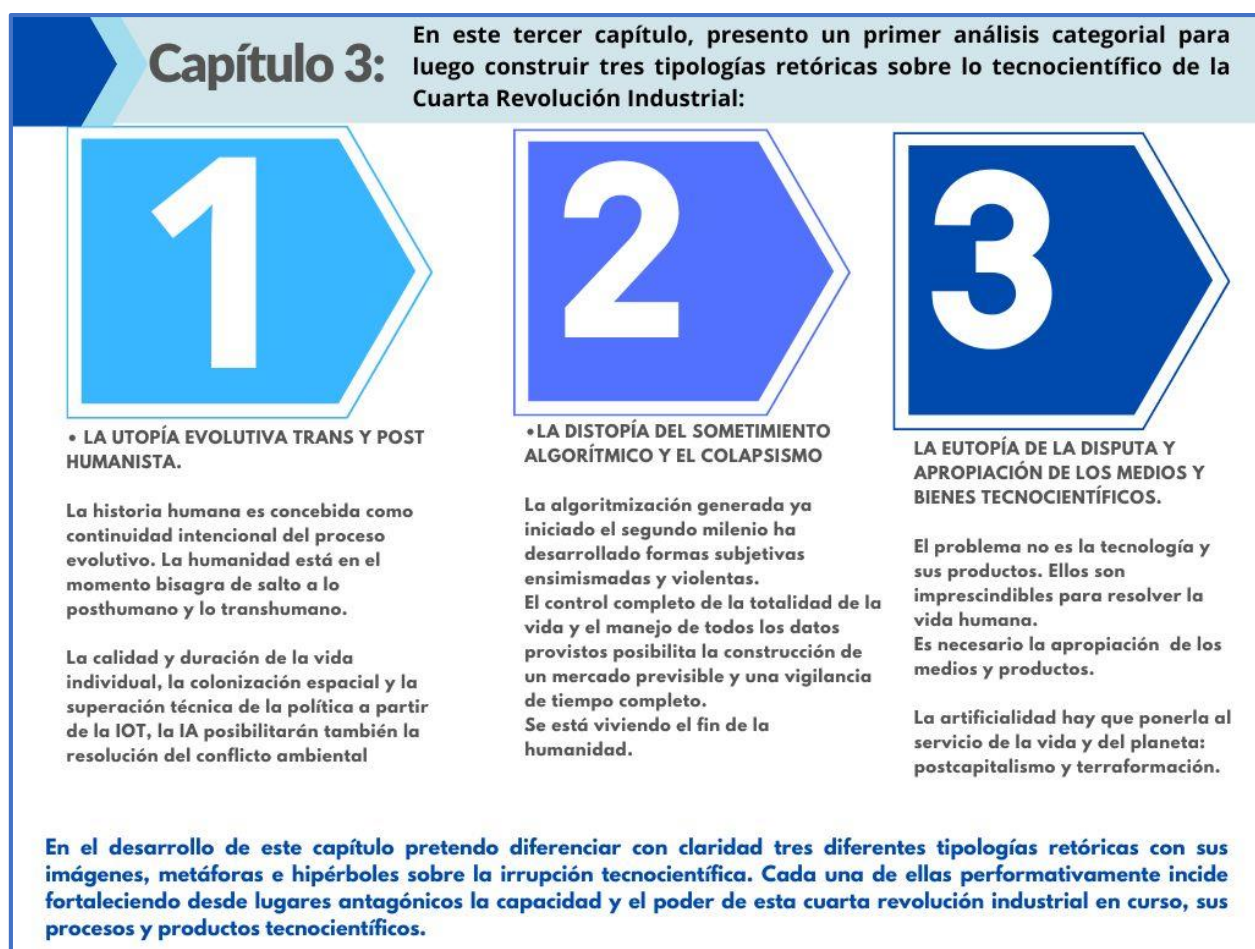 Capítulo 3:
En este tercer capítulo, presento un primer análisis categorial para
luego construir tres tipologías retóricas sobre lo tecnocientífico de la
Cuarta Revolución Industrial:
1
• LA UTOPÍA EVOLUTIVA TRANS Y POST
HUMANISTA.
La historia humana es concebida como
continuidad intencional del proceso
evolutivo. La humanidad está en el
momento bisagra de salto a lo
posthumano y lo transhumano.
La calidad y duración de la vida
individual, la colonización espacial y la
superación técnica de la política a partir
de la IOT, la IA posibilitarán también la
resolución del conflicto ambiental
2
•LA DISTOPÍA DEL SOMETIMIENTO
ALGORÍTMICO Y EL COLAPSISMO
La algoritmización generada ya
iniciado el segundo milenio ha
desarrollado formas subjetivas
ensimismadas y violentas.
El control completo de la totalidad de la
vida y el manejo de todos los datos
provistos posibilita la construcción de
un mercado previsible y una vigilancia
de tiempo completo.
Se está viviendo el fin de la
humanidad.
3
LA EUTOPÍA DE LA DISPUTA Y
APROPIACIÓN DE LOS MEDIOS Y
BIENES TECNOCIENTÍFICOS.
El problema no es la tecnología y
sus productos. Ellos son
imprescindibles para resolver la
vida humana.
Es necesario la apropiación de los
medios y productos.
La artificialidad hay que ponerla al
servicio de la vida y del planeta:
postcapitalismo y terraformación.
En el desarrollo de este capítulo pretendo diferenciar con claridad tres diferentes tipologías retóricas con sus
imágenes, metáforas e hipérboles sobre la irrupción tecnocientífica. Cada una de ellas performativamente incide
fortaleciendo desde lugares antagónicos la capacidad y el poder de esta cuarta revolución industrial en curso, sus
procesos y productos tecnocientíficos.